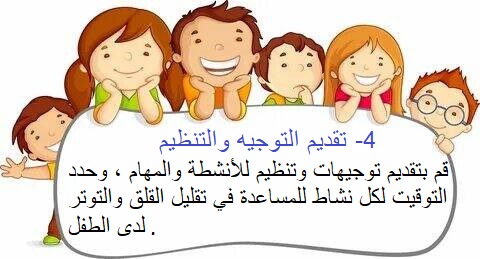 4- تقديم التوجيه والتنظيم
قم بتقديم توجيهات وتنظيم للأنشطة والمهام ، وحدد
التوقيت لكل نشاط للمساعدة في تقليل القلق والتوتر
لدى الطفل .